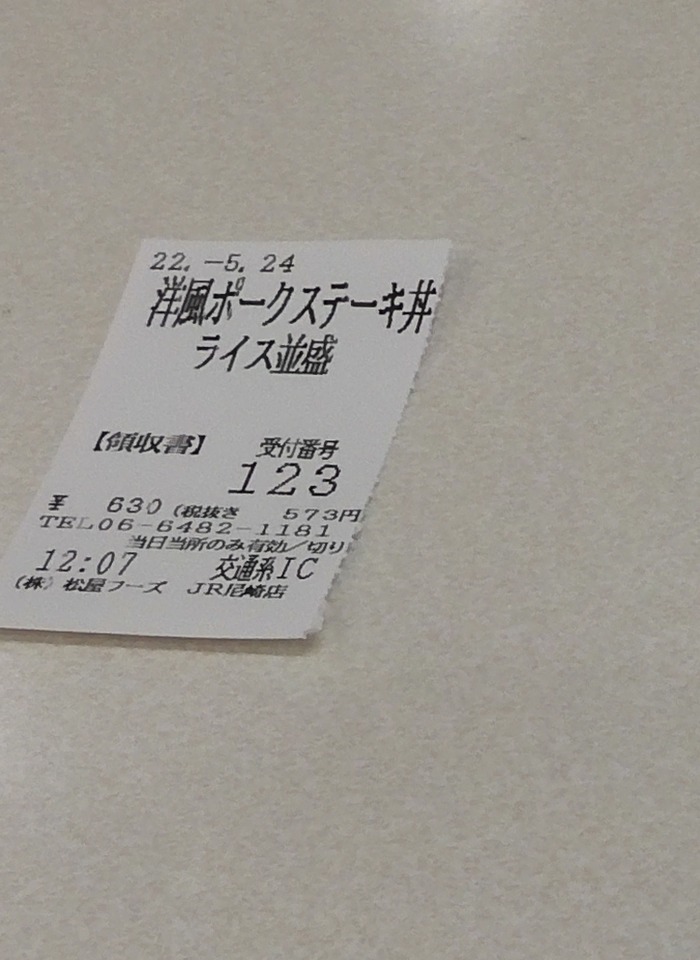 22.-5.24
洋風ポークステーキ丼
ライス並盛
【領収書】 受付番号
123
¥ 630 (税抜き 573円
TEL06-6482-1181
当日当所のみ有効/切り
12:07 交通系IC
(株)松屋フーズ JR尼崎店